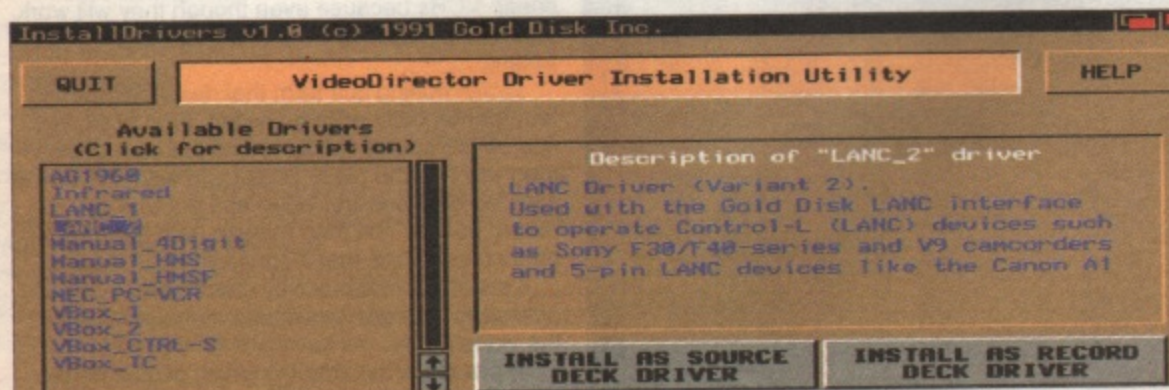 InstallDrivers v1.0 (c) 1991 Gold Disk Inc.
QUIT
VideoDirector Driver Installation Utility
HELP
Available Drivers
(Click for description)
AG1960
Infrared
LANC_1
LANC_2
Manual_4Digit
Manual_HMS
Manual_HMSF
NEC_PC-VCR
VBox_1
VBox_2
VBox_CTRL-S
VBox_TC
Description of "LANC_2" driver
LANC Driver (Variant 2).
Used with the Gold Disk LANC interface
to operate Control-L (LANC) devices such
as Sony F30/F40-series and V9 camcorders
and 5-pin LANC devices like the Canon A1
INSTALL AS SOURCE
DECK DRIVER
INSTALL AS RECORD
DECK DRIVER